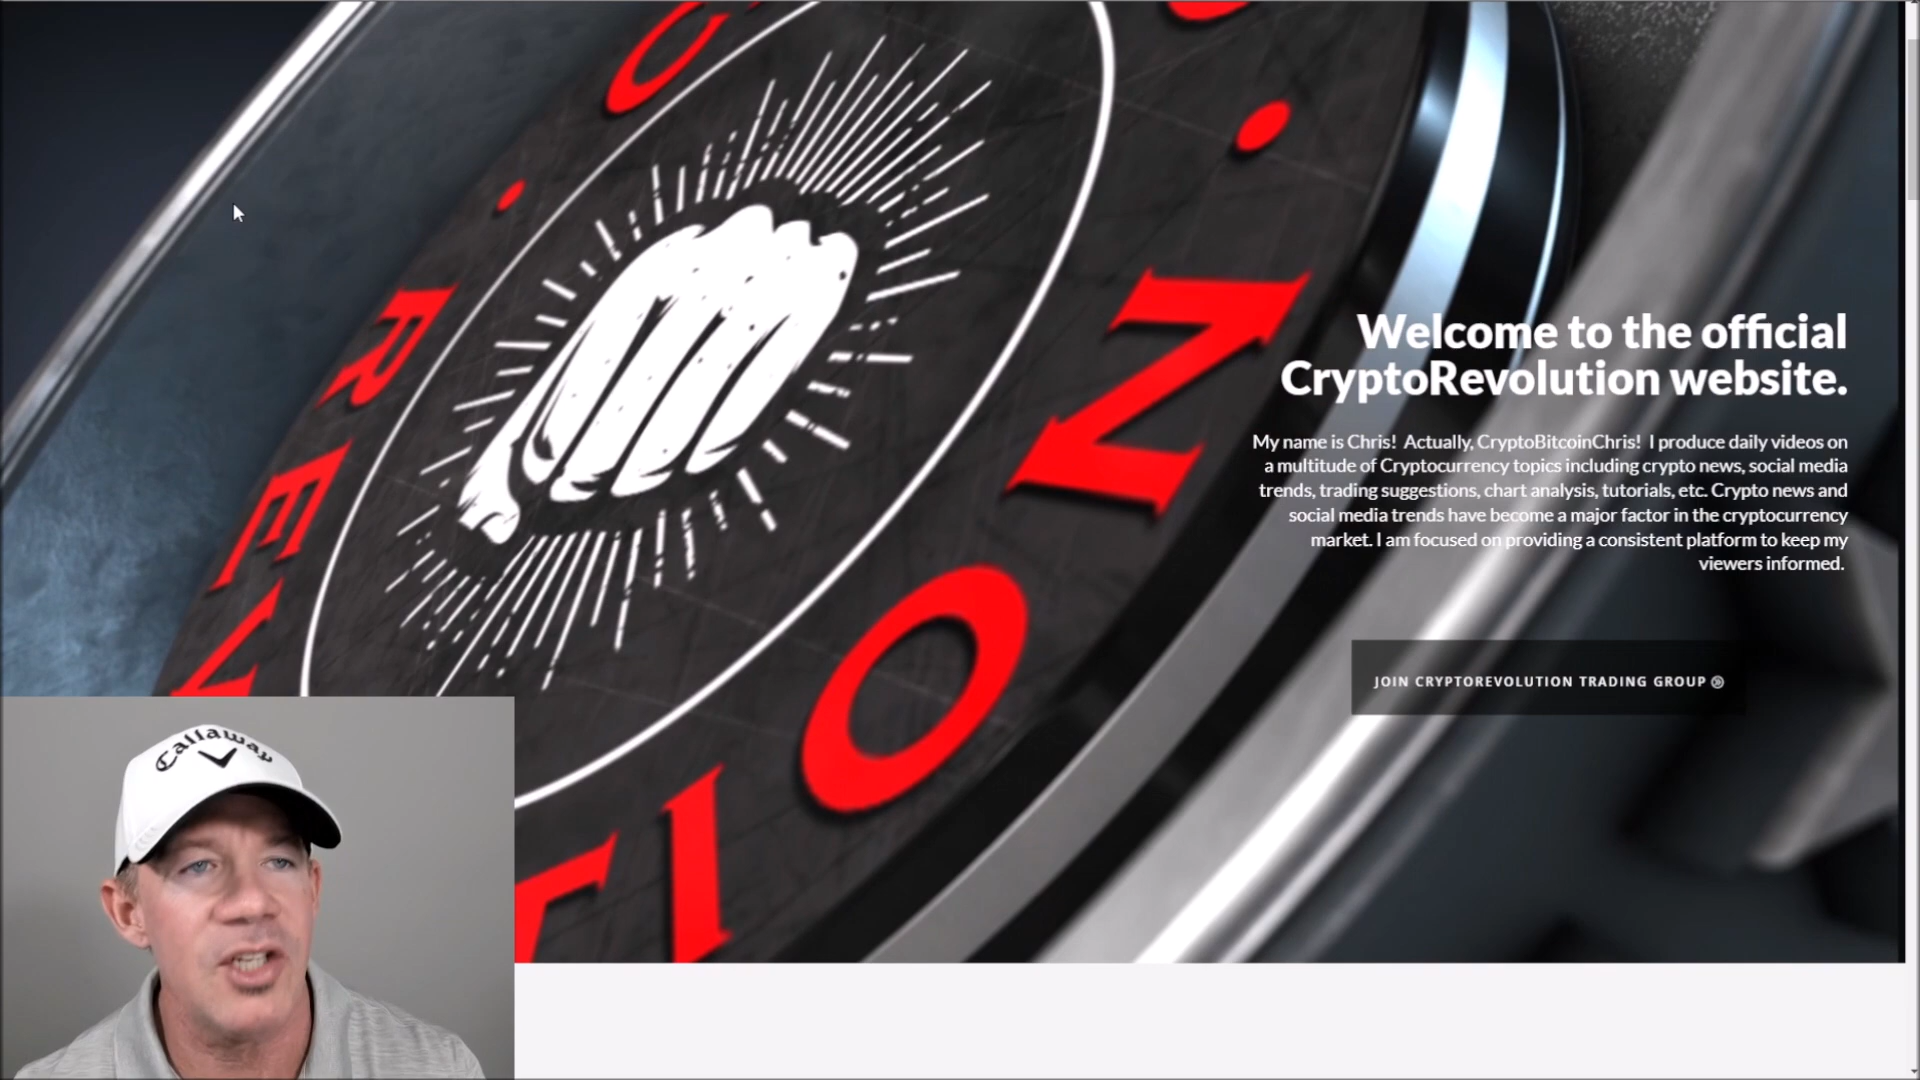 Welcome to the official
CryptoRevolution website.
My name is Chris!  Actually, CryptoBitcoinChris!  I produce daily videos on
a multitude of Cryptocurrency topics including crypto news, social media
trends, trading suggestions, chart analysis, tutorials, etc. Crypto news and
social media trends have become a major factor in the cryptocurrency
market. I am focused on providing a consistent platform to keep my
viewers informed.
JOIN CRYPTOREVOLUTION TRADING GROUP
REV
TION
Callaway